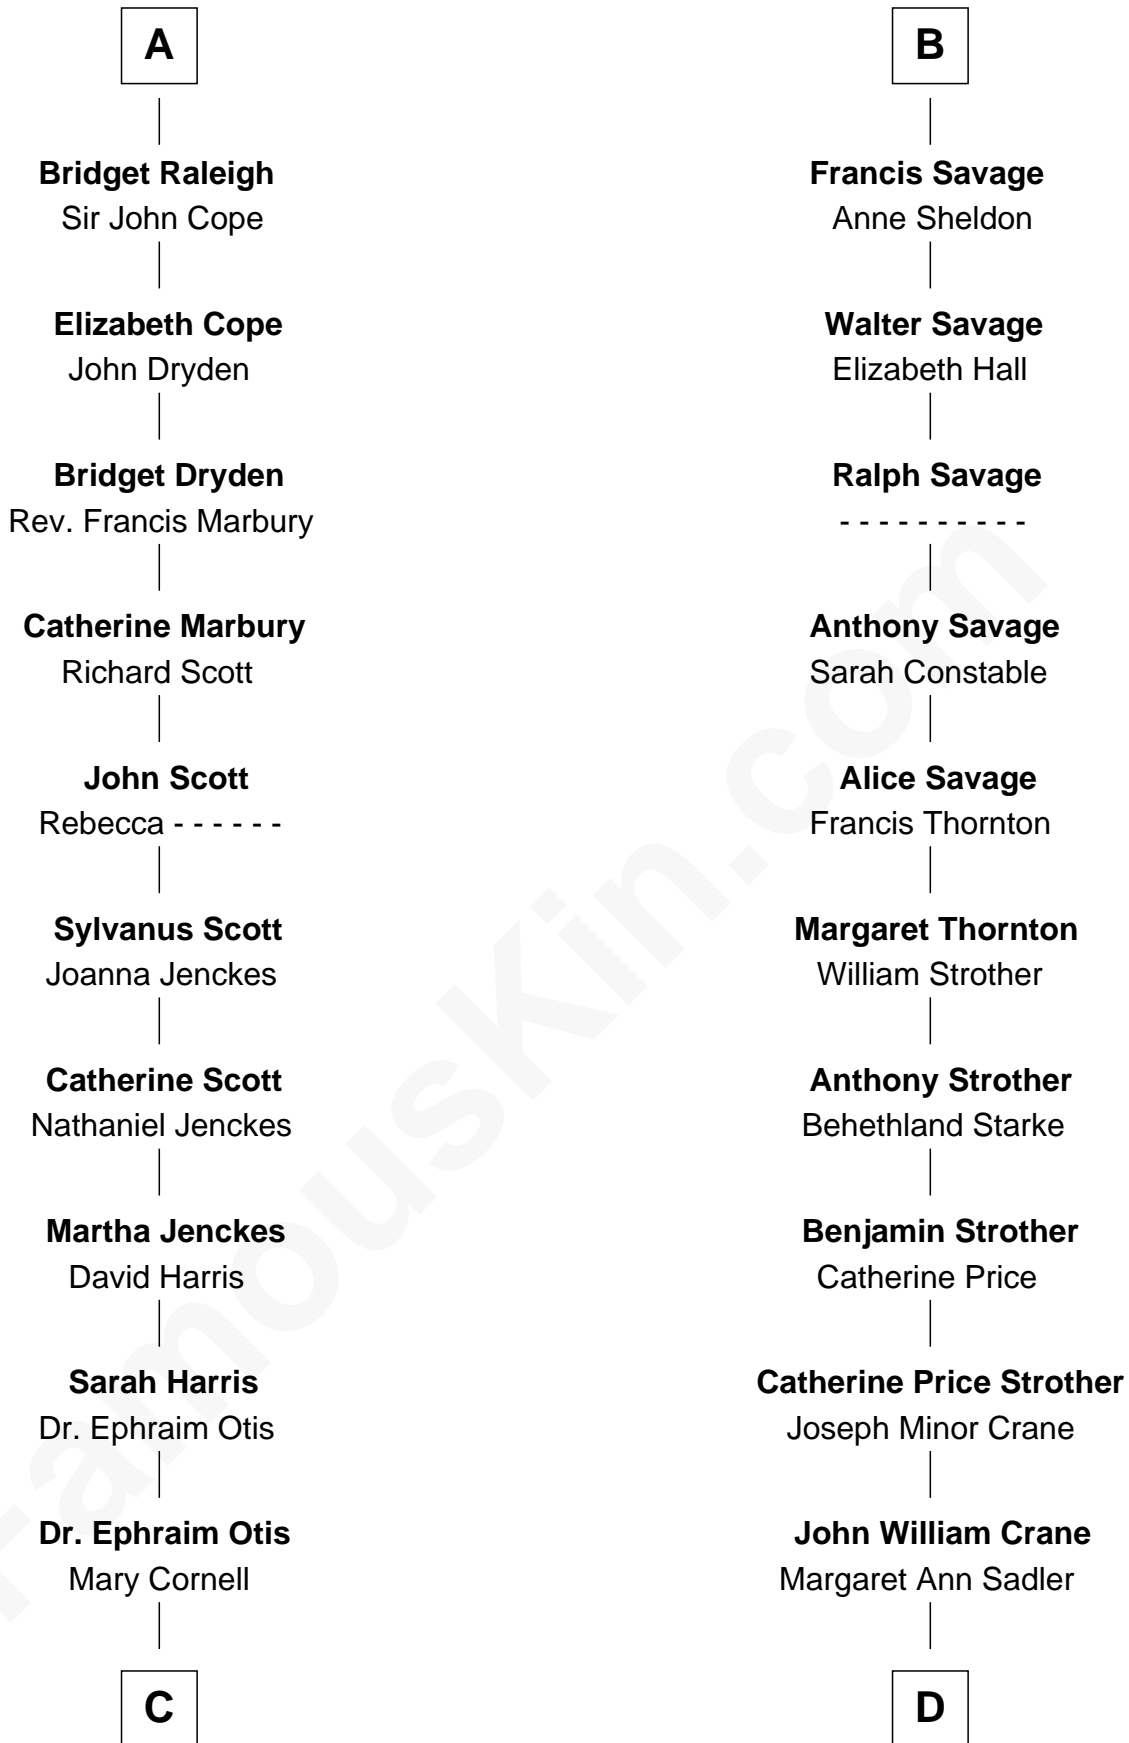 A
Bridget Raleigh
Sir John Cope
Elizabeth Cope
John Dryden
Bridget Dryden
Rev. Francis Marbury
Catherine Marbury
Richard Scott
John Scott
Rebecca - - - - - -
Sylvanus Scott
Joanna Jenckes
Catherine Scott
Nathaniel Jenckes
Martha Jenckes
David Harris
Sarah Harris
Dr. Ephraim Otis
Dr. Ephraim Otis
Mary Cornell
C
B
Francis Savage
Anne Sheldon
Walter Savage
Elizabeth Hall
Ralph Savage
- - - - - - - - - -
Anthony Savage
Sarah Constable
Alice Savage
Francis Thornton
Margaret Thornton
William Strother
Anthony Strother
Behethland Starke
Benjamin Strother
Catherine Price
Catherine Price Strother
Joseph Minor Crane
John William Crane
Margaret Ann Sadler
D
FamousKin.com